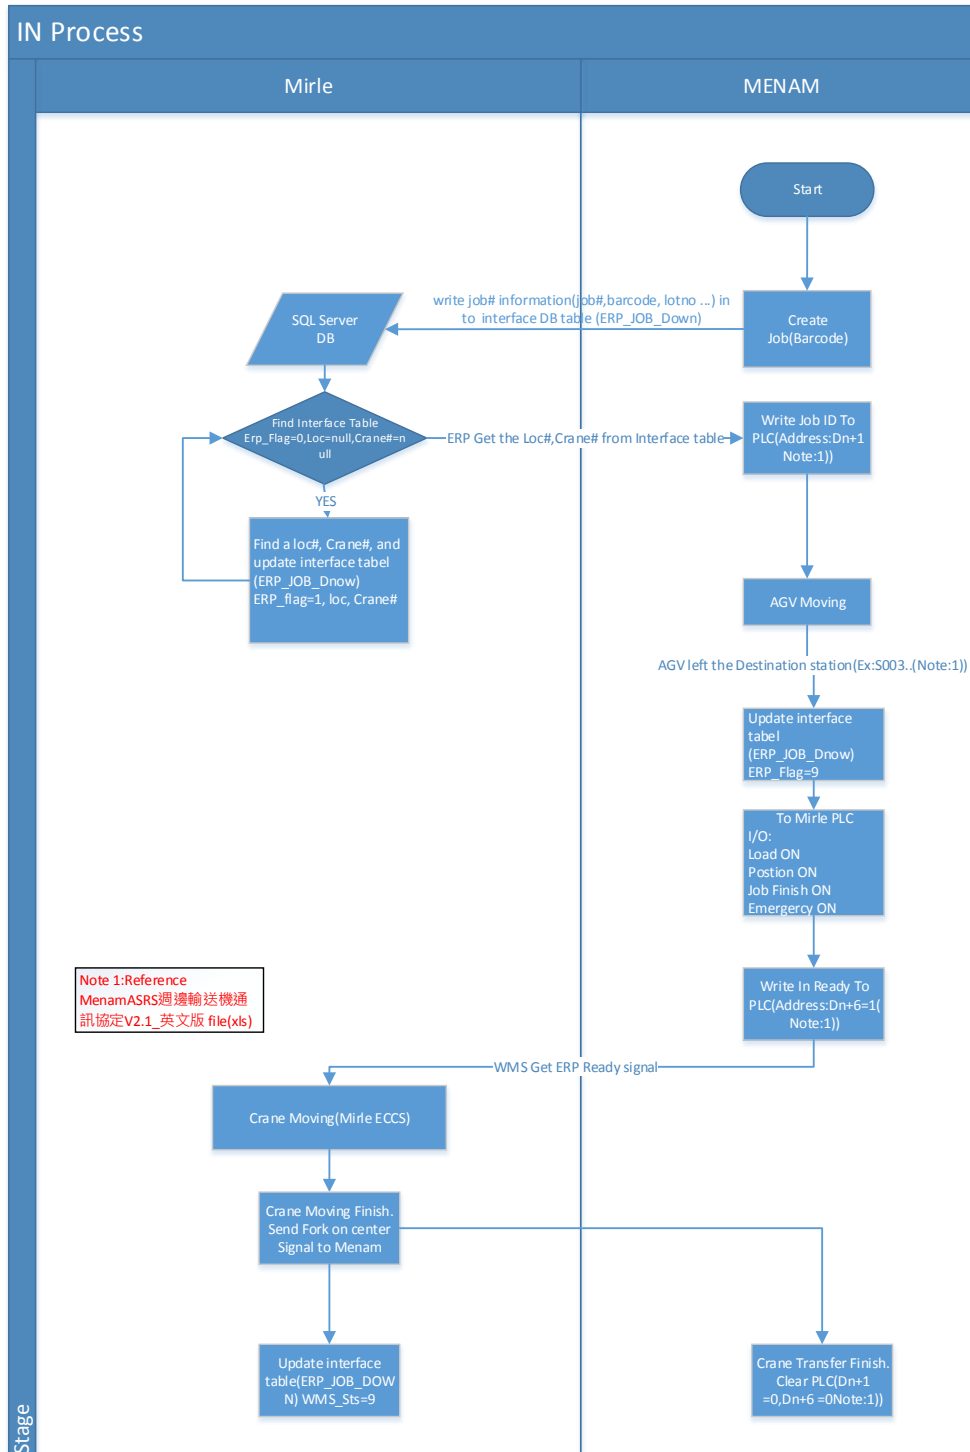 IN Process
Mirle
MENAM
Start
write job# information(job#,barcode, lotno ...) in
to interface DB table (ERP_JOB_Down)
SQL Server
DB
Create
Job(Barcode)
Find Interface Table
Erp_Flag=0,Loc=null,Crane#=n
ull
ERP Get the Loc#,Crane# from Interface table
Write Job ID To
PLC(Address:Dn+1
Note:1))
YES
Find a loc#, Crane#, and
update interface tabel
(ERP_JOB_Dnow)
ERP_flag=1, loc, Crane#
AGV Moving
AGV left the Destination station(Ex:S003..(Note:1))
Update interface
tabel
(ERP_JOB_Dnow)
ERP_Flag=9
To Mirle PLC
I/O:
Load ON
Postion ON
Job Finish ON
Emergercy ON
Note 1:Reference
MenamASRS週邊輸送機通
訊協定V2.1_英文版 file(xls)
Write In Ready To
PLC(Address:Dn+6=1(
Note:1))
WMS Get ERP Ready signal
Crane Moving(Mirle ECCS)
Crane Moving Finish.
Send Fork on center
Signal to Menam
Update interface
table(ERP_JOB_DOW
N) WMS_Sts=9
Crane Transfer Finish.
Clear PLC(Dn+1
=0,Dn+6 =0Note:1))
Stage